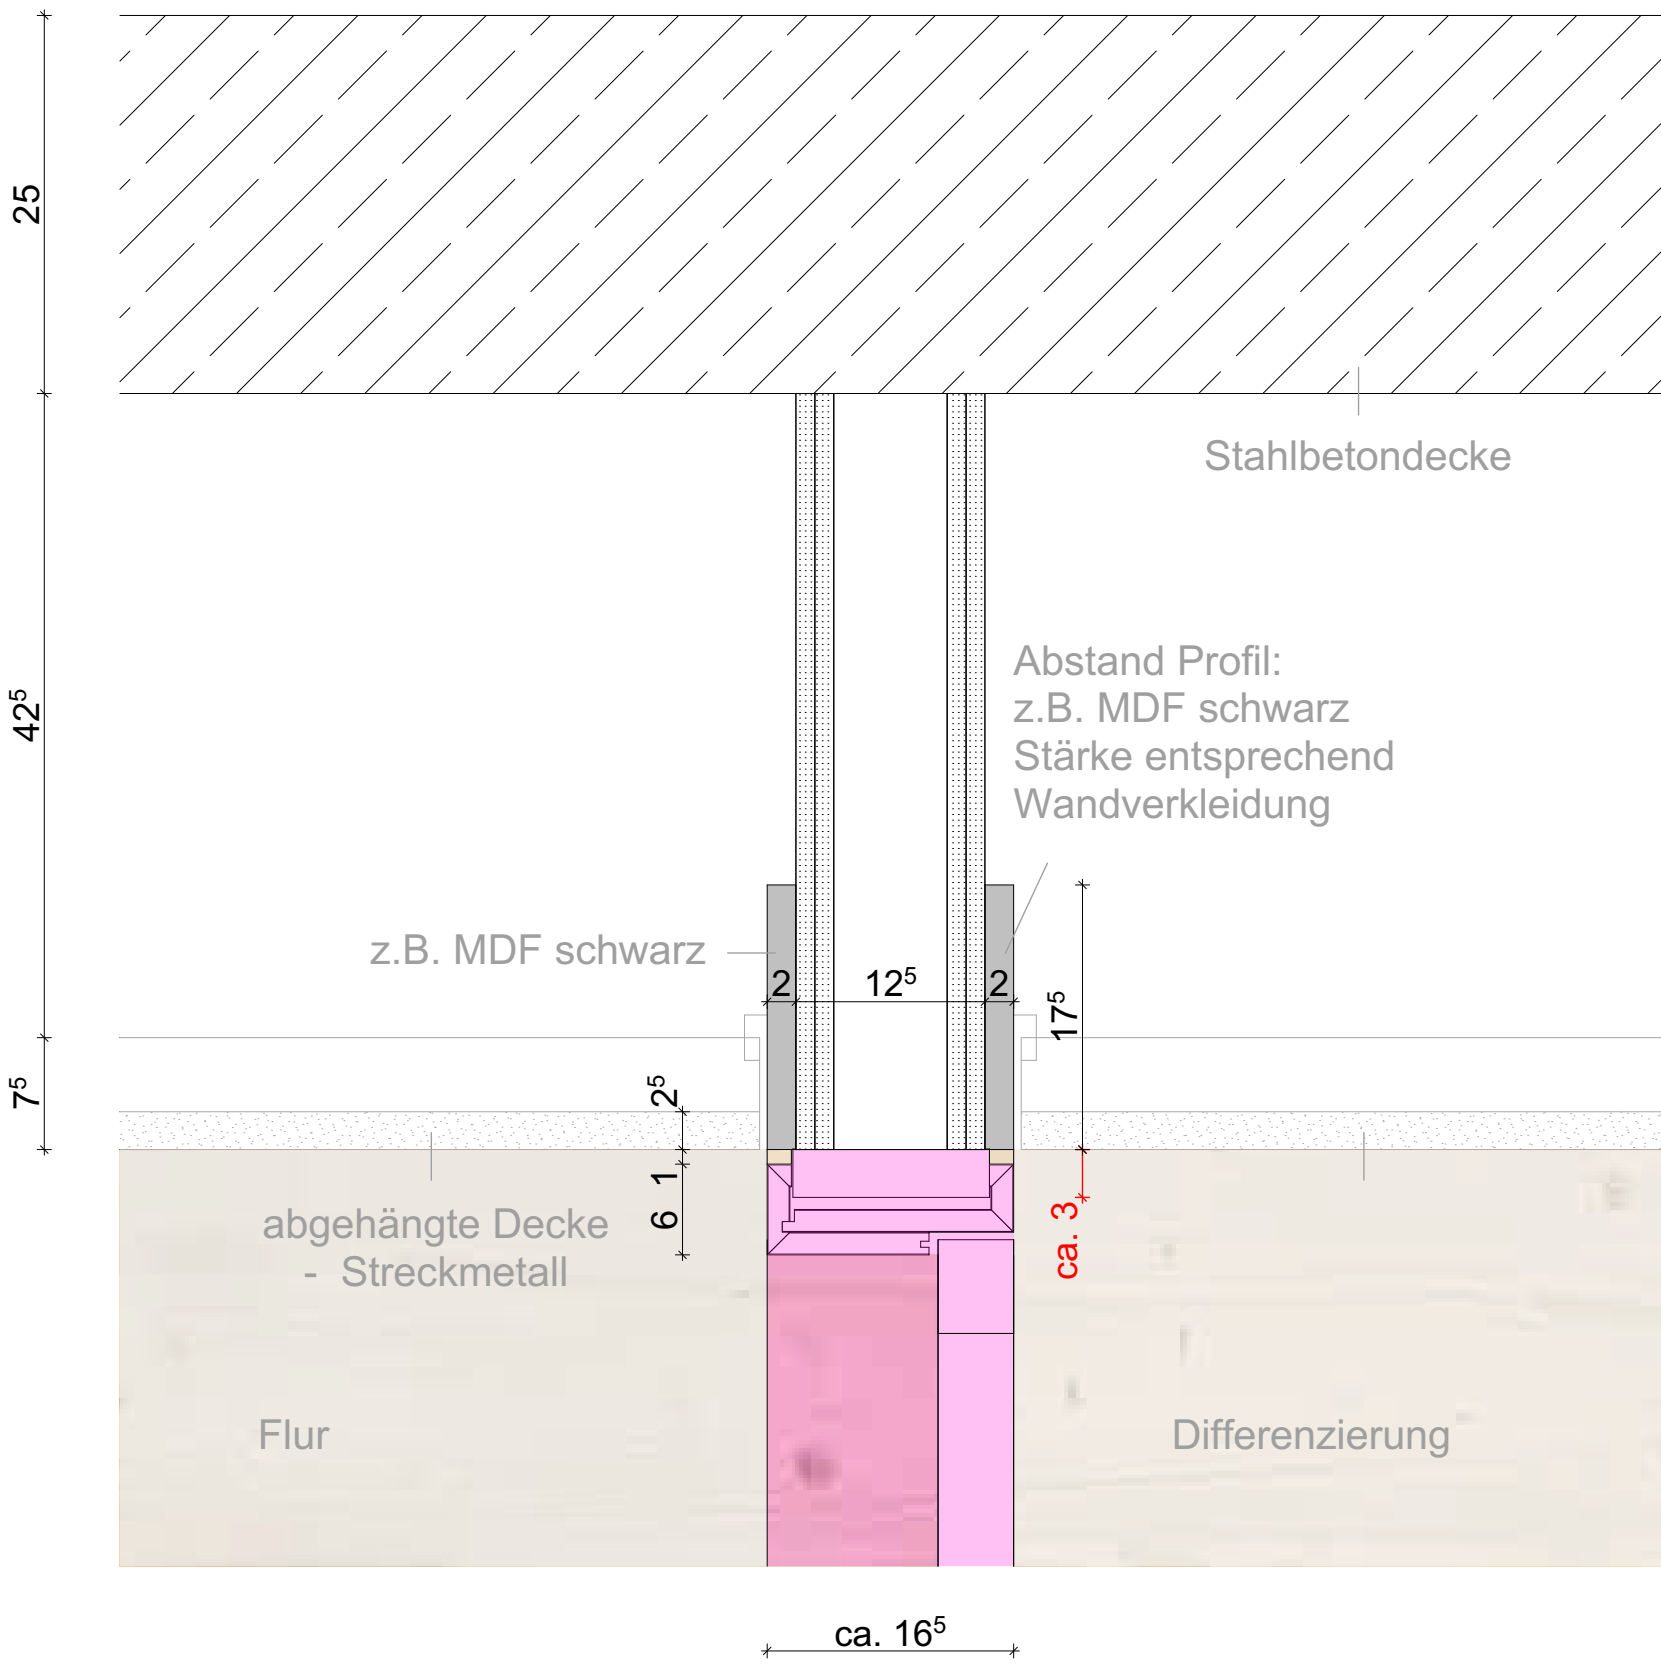 25
Stahlbetondecke
42⁵
Abstand Profil:
z.B. MDF schwarz
Stärke entsprechend
Wandverkleidung
z.B. MDF schwarz
2
12⁵
2
17⁵
7⁵
2⁵
1
6
ca. 3
abgehängte Decke
- Streckmetall
Flur
Differenzierung
ca. 16⁵